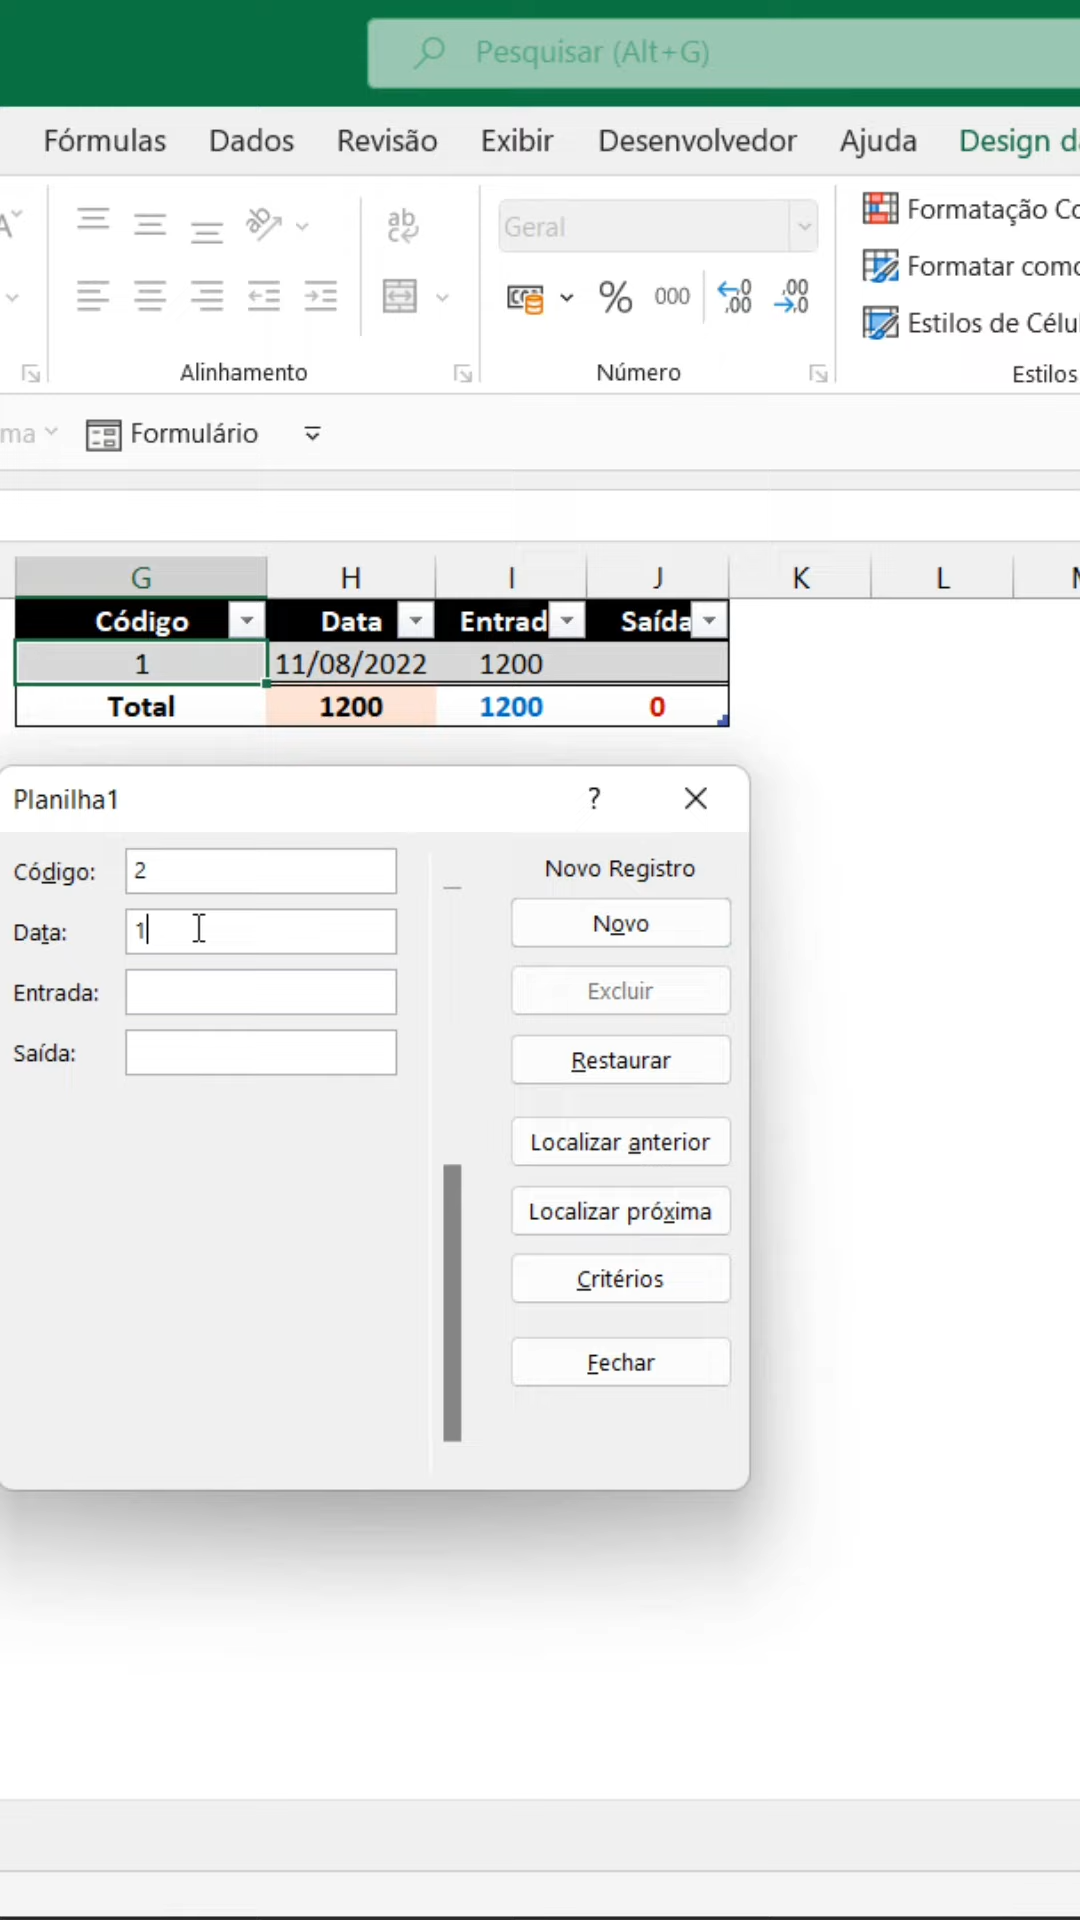 Pesquisar (Alt+G)
Fórmulas Dados Revisão Exibir Desenvolvedor Ajuda Design da
Geral
Formatação Co
% 000
Formatar como
Estilos de Célu
Alinhamento Número Estilos
ma Formulário
G H I J K L
Código Data Entrad Saída
1 11/08/2022 1200
Total 1200 1200 0
Planilha1 ?
Código: 2
Data: 1
Entrada:
Saída:
Novo Registro
Novo
Excluir
Restaurar
Localizar anterior
Localizar próxima
Critérios
Fechar